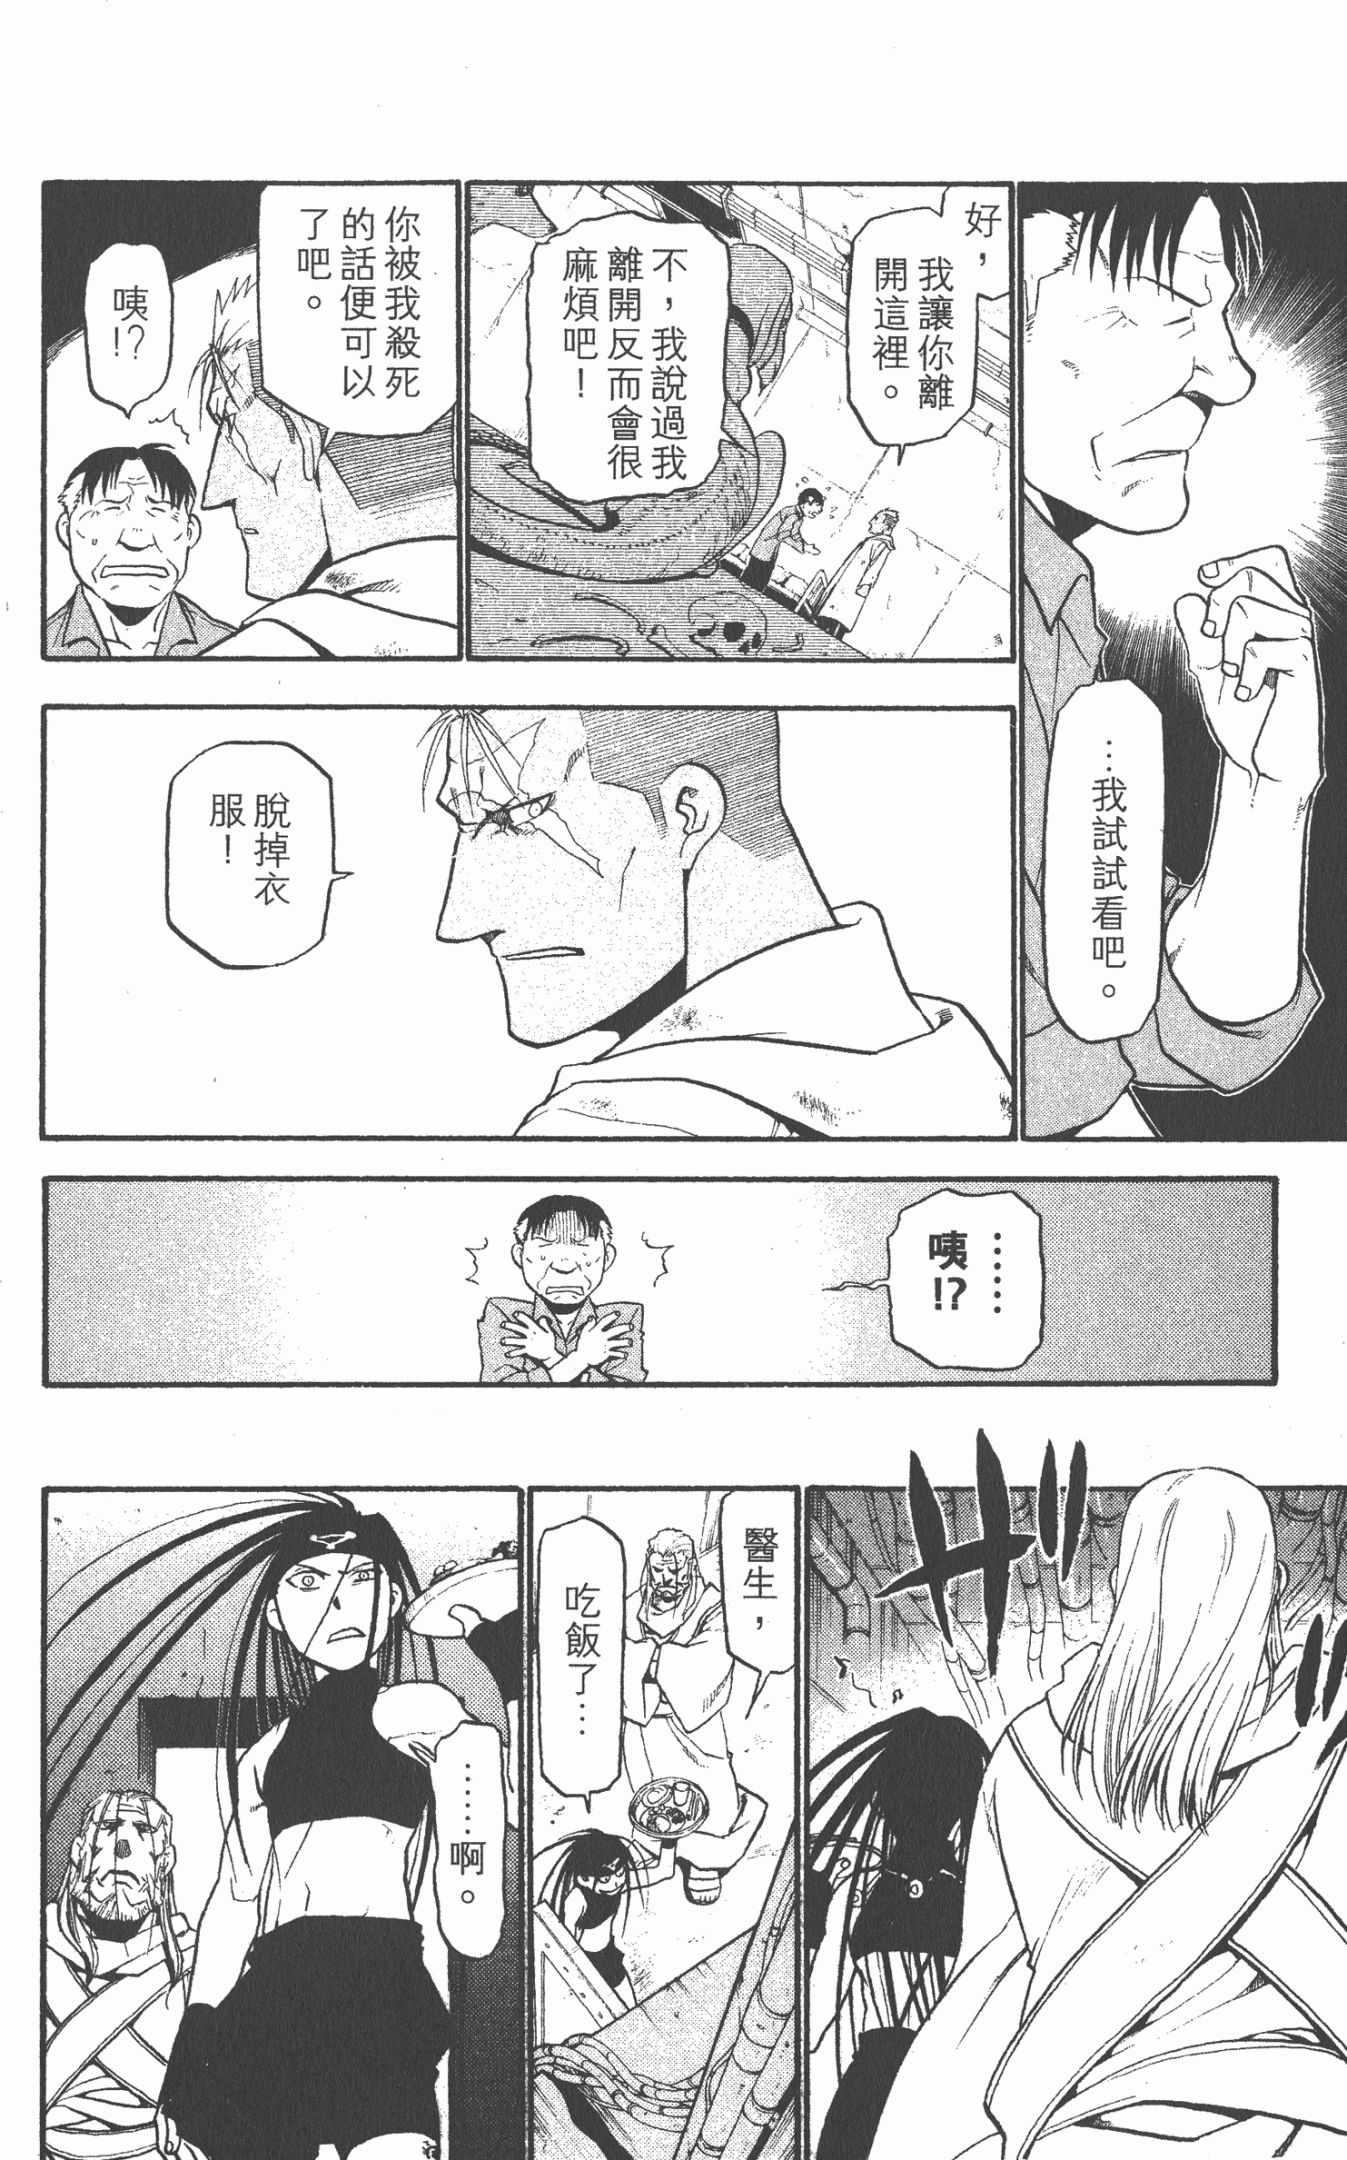 …我試試看吧。
好，
我讓你離
開這裡。
不，我說過我
離開反而會很
麻煩吧！
你被我殺死
的話便可以
了吧。
咦!?
脫掉衣
服！
……
咦!?
醫生，
吃飯了…
………啊。